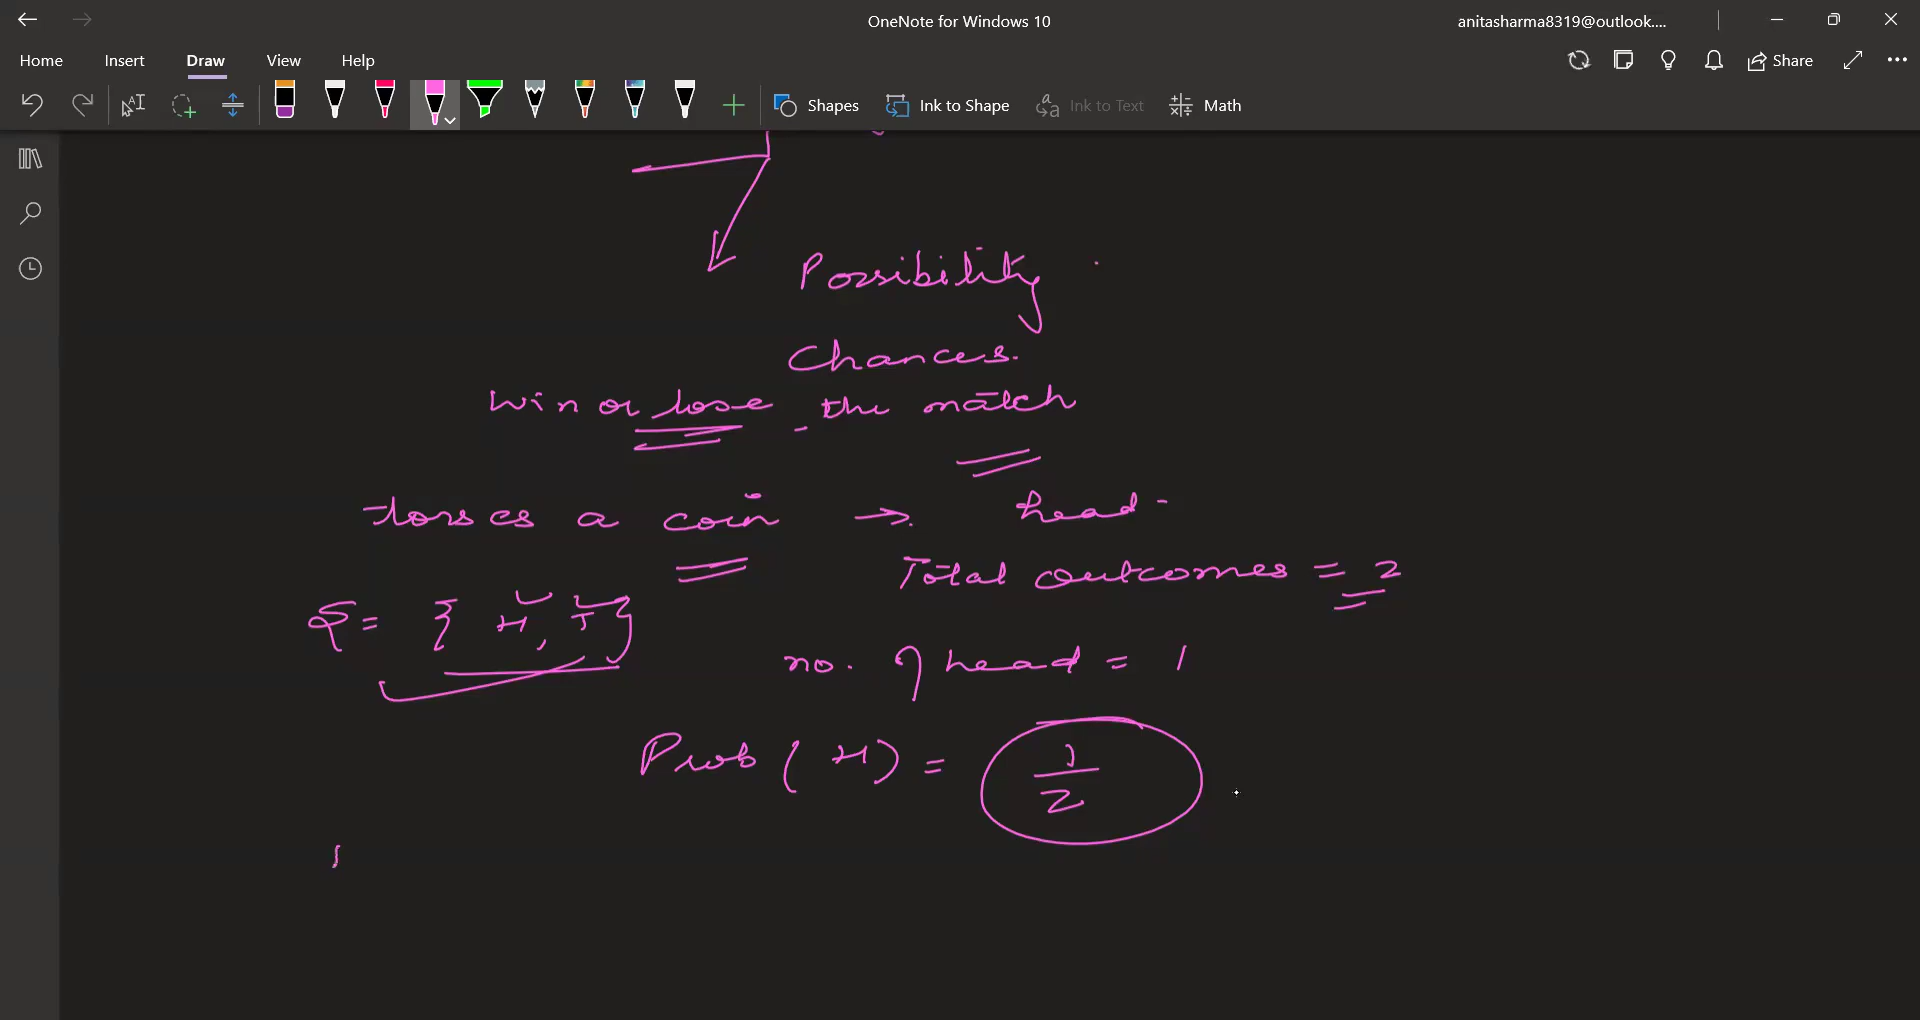 OneNote for Windows 10
anitasharma8319@outlook....
Home Insert Draw View Help
Share
Shapes Ink to Shape Ink to Text Math
Possibility
Chances.
Win or lose the match
tosses a coin → head
Total outcomes = 2
S = { H, T }
no. of head = 1
Prob ( H ) = 1/2